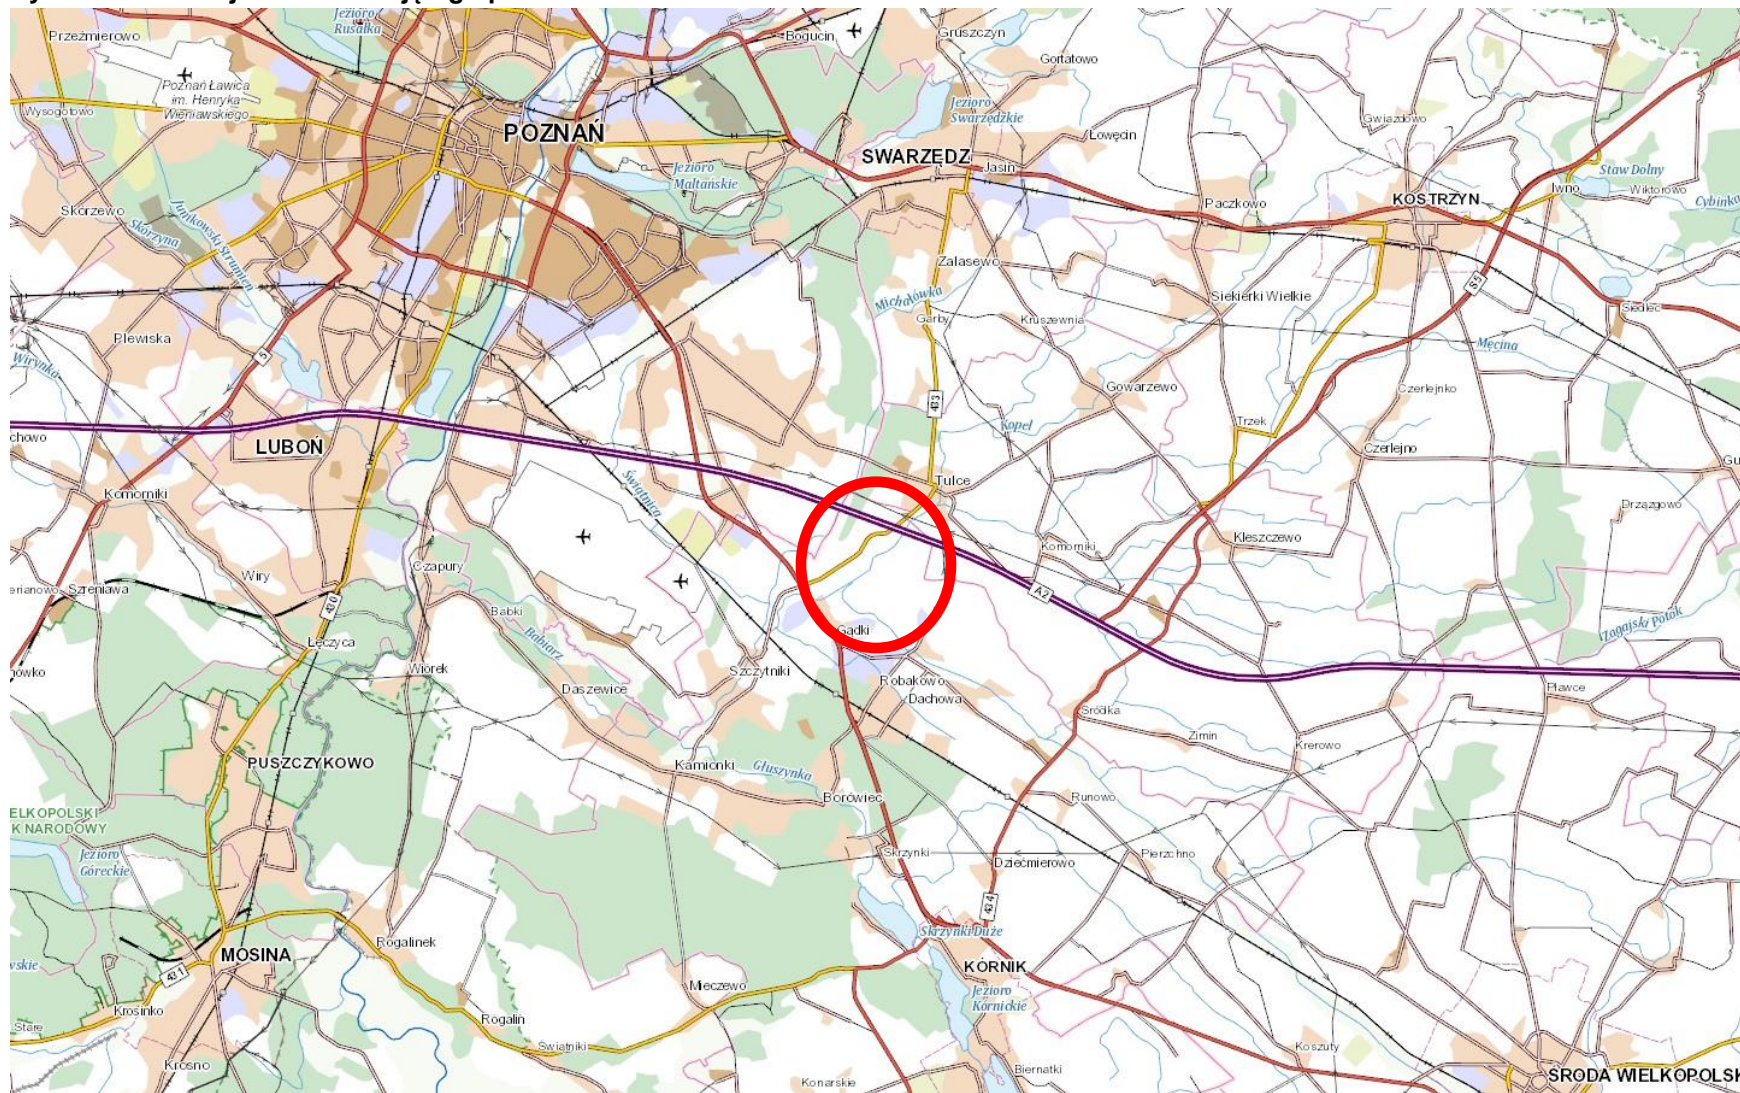 Jezioro
Rusałka
Przeźmierowo
Bogucin
Gruszczyn
Gortatowo
Poznań Ławica
im. Henryka
Wieniawskiego
Wysogotowo
POZNAŃ
Jezioro
Swarzędzkie
Łowęcin
Gwiazdowo
SWARZĘDZ
Jasin
Jezioro
Maltańskie
Staw Dolny
Iwno
Wiktorowo
Cybinka
KOSTRZYN
Paczkowo
Skórzewo
Skórzyna
Junikowski Strumień
Zalasewo
Michałówka
Siekierki Wielkie
S5
Siedlec
Garby
Kruszewnia
Plewiska
Wirynka
5
Męcina
Gowarzewo
Czerlejnko
433
Kopel
Trzek
chowo
LUBOŃ
Czerlejno
Gu
Komorniki
Świątnica
Tulce
Drzązgowo
Komorniki
Kleszczewo
Wiry
Czapury
erianowo
Szreniawa
430
Babki
A2
Babiarz
Gądki
Zagajski Potok
Łęczyca
Wiórek
nówko
Szczytniki
Daszewice
Robakowo
Dachowa
Pławce
Śródka
Zimin
Krerowo
PUSZCZYKOWO
Kamionki
Głuszynka
Borówiec
Runowo
ELKOPOLSKI
K NARODOWY
Jezioro
Góreckie
Skrzynki
Dziećmierowo
Pierzchno
434
Skrzynki Duże
Rogalinek
MOSINA
wskie
431
KÓRNIK
Mieczewo
Jezioro
Kórnickie
Krosinko
Rogalin
Stare
Świątniki
Krosno
Koszuty
Biernatki
Konarskie
ŚRODA WIELKOPOLSK